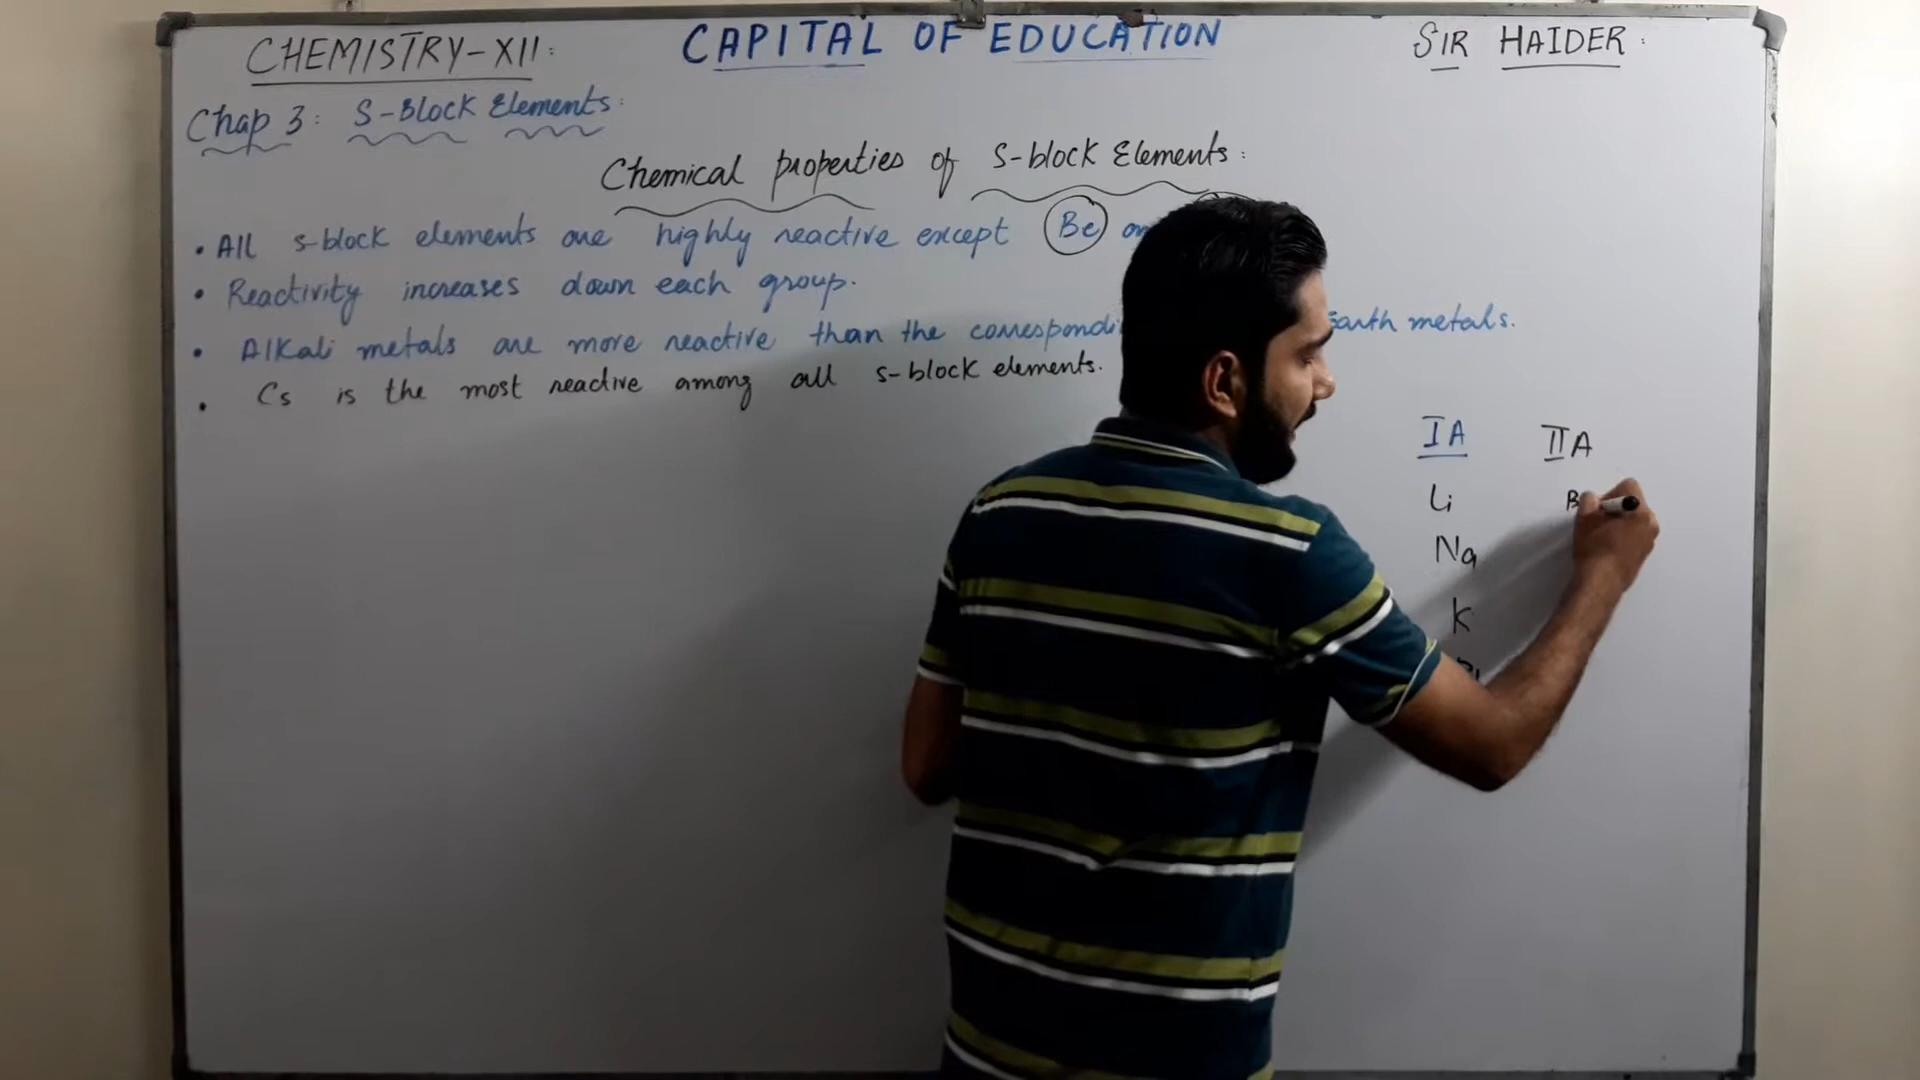 CHEMISTRY-XII: CAPITAL OF EDUCATION SIR HAIDER:
Chap 3: S-Block Elements:
Chemical properties of S-block Elements:
• All s-block elements are highly reactive except Be
• Reactivity increases down each group.
• Alkali metals are more reactive than the Earth metals.
• Cs is the most reactive among all s-block elements.
IA IIA
Li B
Na
K